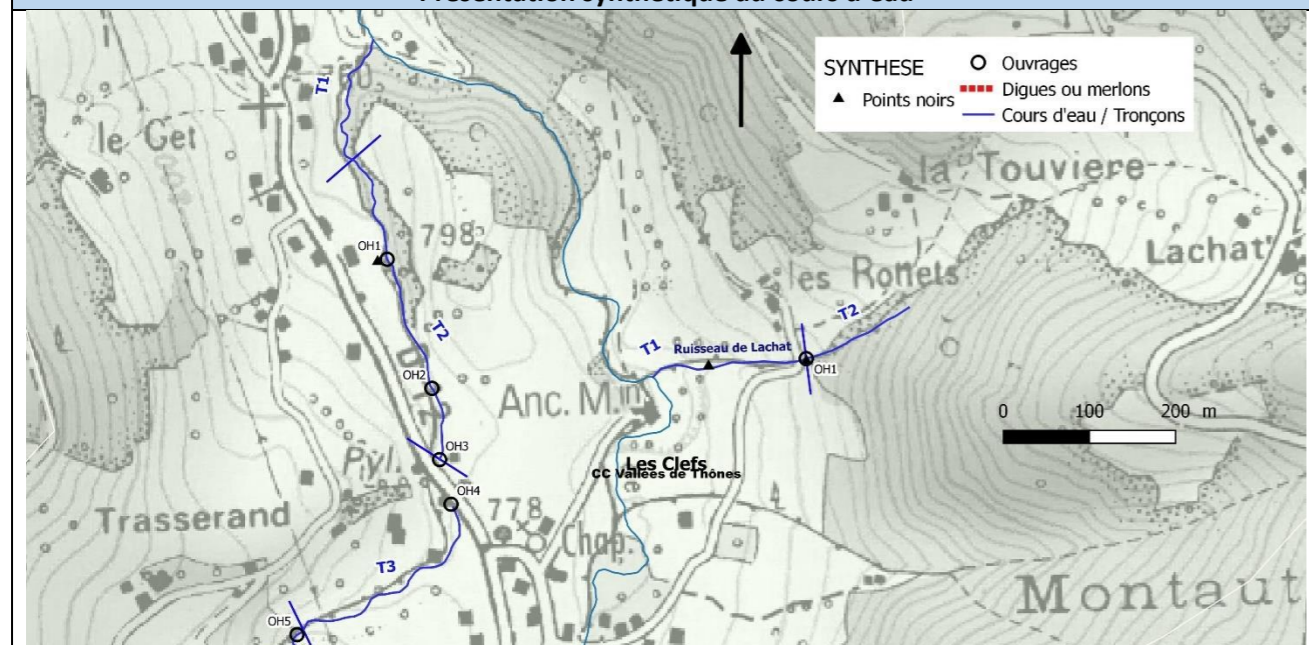 Présentation synthétique du cours d'eau
SYNTHESE
Points noirs
Ouvrages
Digues ou merlons
Cours d'eau / Tronçons
T1
le Get
la Touvière
Lachat
798
OH1
les Ronets
T2
T2
T1
Ruisseau de Lachat
OH1
OH2
Anc. Min
0 100 200 m
OH3
Pyl.
Les Clefs
CC Vallées de Thônes
OH4
Trasserand
778
Chap.
T3
Montaut
OH5